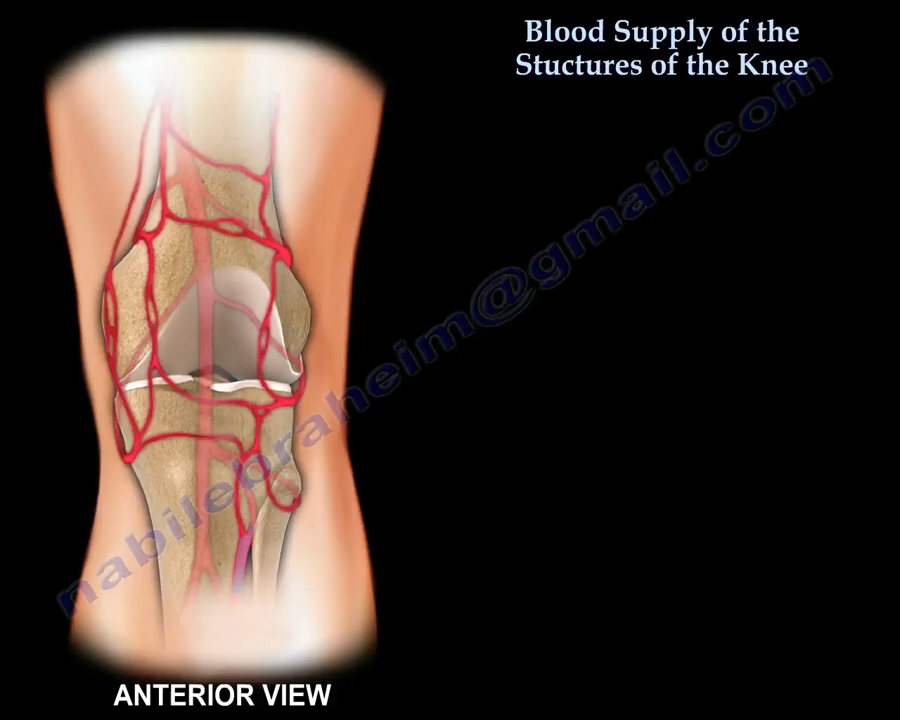 Blood Supply of the
Stuctures of the Knee
nabilebraheim@gmail.com
ANTERIOR VIEW